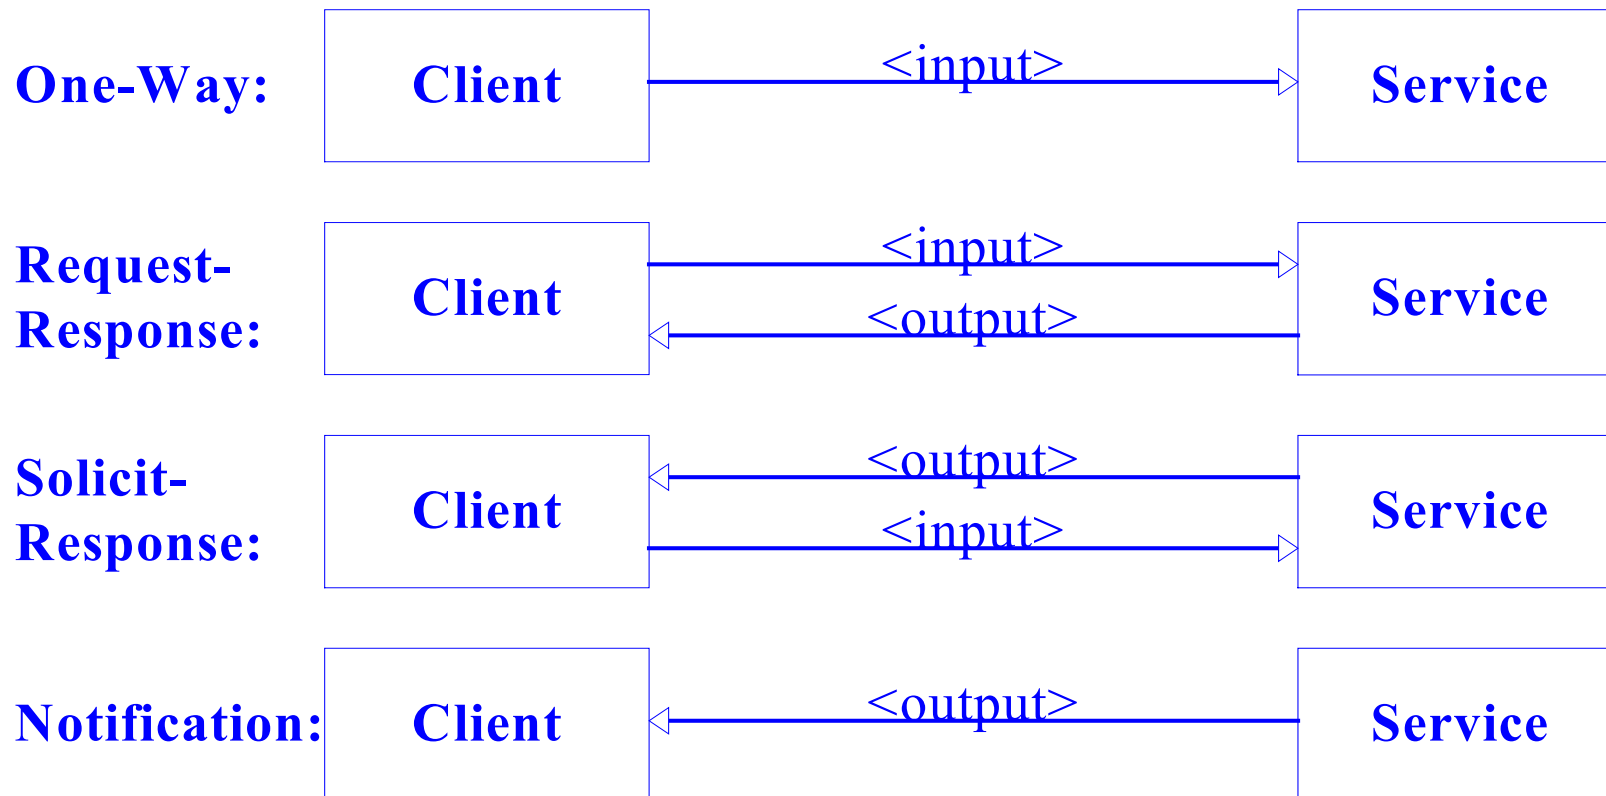 One-Way: Client <input> Service
Request-
Response: Client <input> Service
<output>
Solicit-
Response: Client <output> Service
<input>
Notification: Client <output> Service